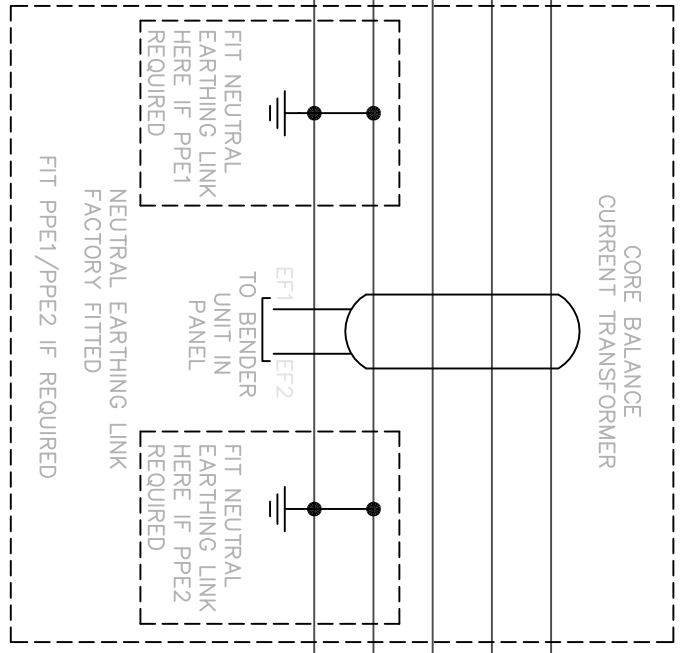 CORE BALANCE
CURRENT TRANSFORMER
FIT NEUTRAL
EARTHING LINK
HERE IF PPE1
REQUIRED
EF1
EF2
TO BENDER
UNIT IN
PANEL
FIT NEUTRAL
EARTHING LINK
HERE IF PPE2
REQUIRED
NEUTRAL EARTHING LINK
FACTORY FITTED
FIT PPE1/PPE2 IF REQUIRED